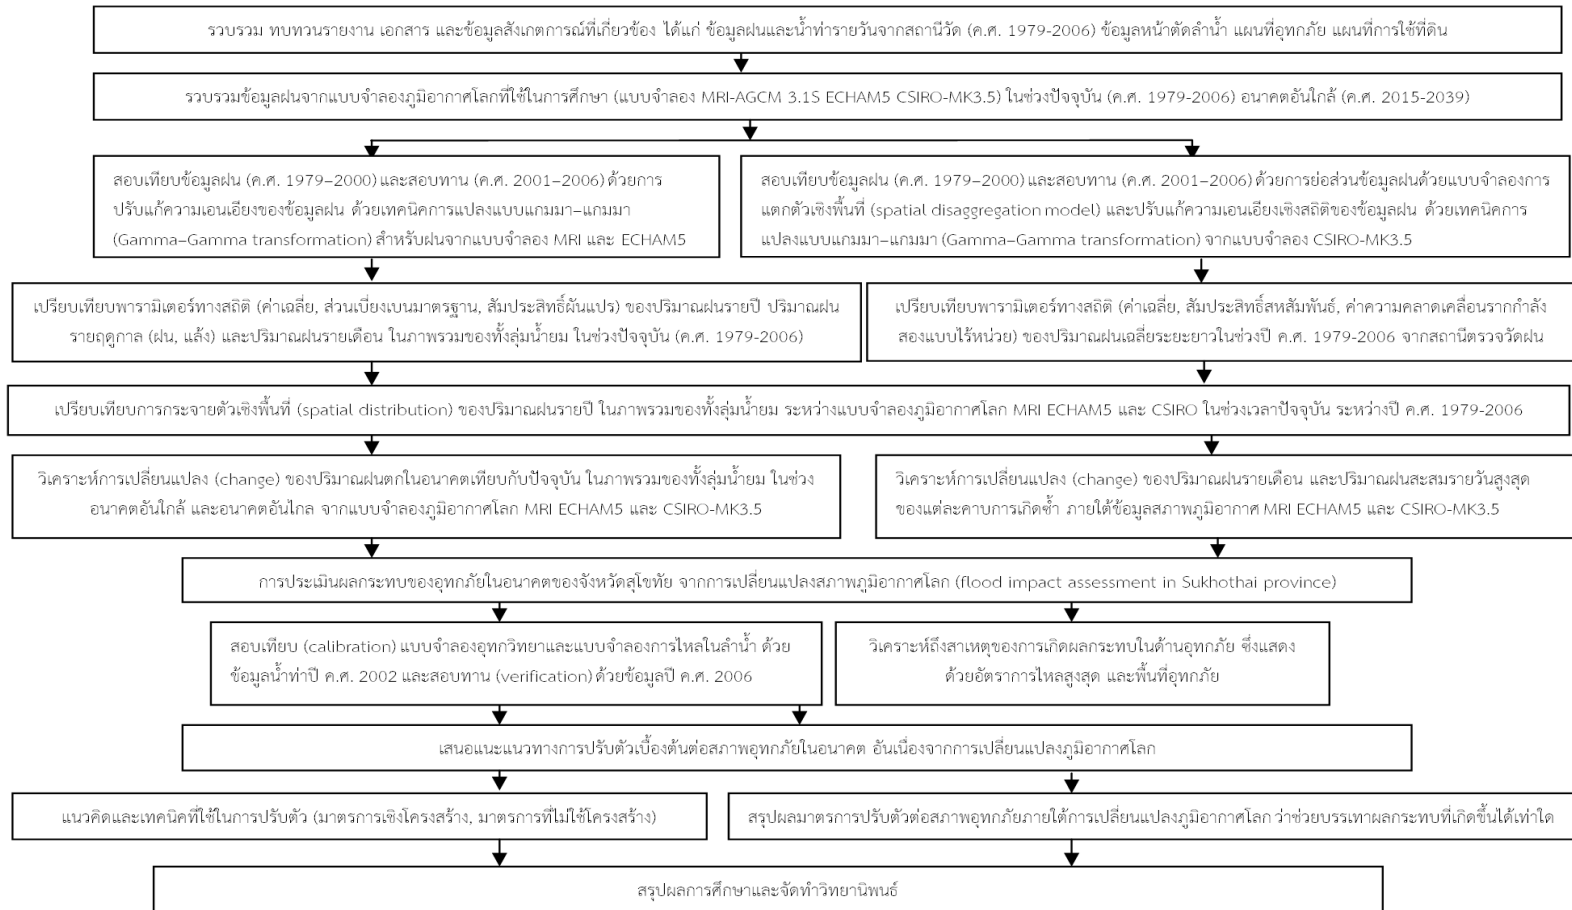 รวบรวม ทบทวนรายงาน เอกสาร และข้อมูลสังเกตการณ์ที่เกี่ยวข้อง ได้แก่ ข้อมูลฝนและน้ำท่ารายวันจากสถานีวัด (ค.ศ. 1979-2006) ข้อมูลหน้าตัดลำน้ำ แผนที่อุทกภัย แผนที่การใช้ที่ดิน
รวบรวมข้อมูลฝนจากแบบจำลองภูมิอากาศโลกที่ใช้ในการศึกษา (แบบจำลอง MRI-AGCM 3.1S ECHAM5 CSIRO-MK3.5) ในช่วงปัจจุบัน (ค.ศ. 1979-2006) อนาคตอันใกล้ (ค.ศ. 2015-2039)
สอบเทียบข้อมูลฝน (ค.ศ. 1979–2000) และสอบทาน (ค.ศ. 2001–2006) ด้วยการ
ปรับแก้ความเอนเอียงของข้อมูลฝน ด้วยเทคนิคการแปลงแบบแกมมา–แกมมา
(Gamma–Gamma transformation) สำหรับฝนจากแบบจำลอง MRI และ ECHAM5
สอบเทียบข้อมูลฝน (ค.ศ. 1979–2000) และสอบทาน (ค.ศ. 2001–2006) ด้วยการย่อส่วนข้อมูลฝนด้วยแบบจำลองการ
แตกตัวเชิงพื้นที่ (spatial disaggregation model) และปรับแก้ความเอนเอียงเชิงสถิติของข้อมูลฝน ด้วยเทคนิคการ
แปลงแบบแกมมา–แกมมา (Gamma–Gamma transformation) จากแบบจำลอง CSIRO-MK3.5
เปรียบเทียบพารามิเตอร์ทางสถิติ (ค่าเฉลี่ย, ส่วนเบี่ยงเบนมาตรฐาน, สัมประสิทธิ์ผันแปร) ของปริมาณฝนรายปี ปริมาณฝน
รายฤดูกาล (ฝน, แล้ง) และปริมาณฝนรายเดือน ในภาพรวมของทั้งลุ่มน้ำยม ในช่วงปัจจุบัน (ค.ศ. 1979-2006)
เปรียบเทียบพารามิเตอร์ทางสถิติ (ค่าเฉลี่ย, สัมประสิทธิ์สหสัมพันธ์, ค่าความคลาดเคลื่อนรากกำลัง
สองแบบไร้หน่วย) ของปริมาณฝนเฉลี่ยระยะยาวในช่วงปี ค.ศ. 1979-2006 จากสถานีตรวจวัดฝน
เปรียบเทียบการกระจายตัวเชิงพื้นที่ (spatial distribution) ของปริมาณฝนรายปี ในภาพรวมของทั้งลุ่มน้ำยม ระหว่างแบบจำลองภูมิอากาศโลก MRI ECHAM5 และ CSIRO ในช่วงเวลาปัจจุบัน ระหว่างปี ค.ศ. 1979-2006
วิเคราะห์การเปลี่ยนแปลง (change) ของปริมาณฝนตกในอนาคตเทียบกับปัจจุบัน ในภาพรวมของทั้งลุ่มน้ำยม ในช่วง
อนาคตอันใกล้ และอนาคตอันไกล จากแบบจำลองภูมิอากาศโลก MRI ECHAM5 และ CSIRO-MK3.5
วิเคราะห์การเปลี่ยนแปลง (change) ของปริมาณฝนรายเดือน และปริมาณฝนสะสมรายวันสูงสุด
ของแต่ละคาบการเกิดซ้ำ ภายใต้ข้อมูลสภาพภูมิอากาศ MRI ECHAM5 และ CSIRO-MK3.5
การประเมินผลกระทบของอุทกภัยในอนาคตของจังหวัดสุโขทัย จากการเปลี่ยนแปลงสภาพภูมิอากาศโลก (flood impact assessment in Sukhothai province)
สอบเทียบ (calibration) แบบจำลองอุทกวิทยาและแบบจำลองการไหลในลำน้ำ ด้วย
ข้อมูลน้ำท่าปี ค.ศ. 2002 และสอบทาน (verification) ด้วยข้อมูลปี ค.ศ. 2006
วิเคราะห์ถึงสาเหตุของการเกิดผลกระทบในด้านอุทกภัย ซึ่งแสดง
ด้วยอัตราการไหลสูงสุด และพื้นที่อุทกภัย
เสนอแนะแนวทางการปรับตัวเบื้องต้นต่อสภาพอุทกภัยในอนาคต อันเนื่องจากการเปลี่ยนแปลงภูมิอากาศโลก
แนวคิดและเทคนิคที่ใช้ในการปรับตัว (มาตรการเชิงโครงสร้าง, มาตรการที่ไม่ใช้โครงสร้าง)
สรุปผลมาตรการปรับตัวต่อสภาพอุทกภัยภายใต้การเปลี่ยนแปลงภูมิอากาศโลก ว่าช่วยบรรเทาผลกระทบที่เกิดขึ้นได้เท่าใด
สรุปผลการศึกษาและจัดทำวิทยานิพนธ์